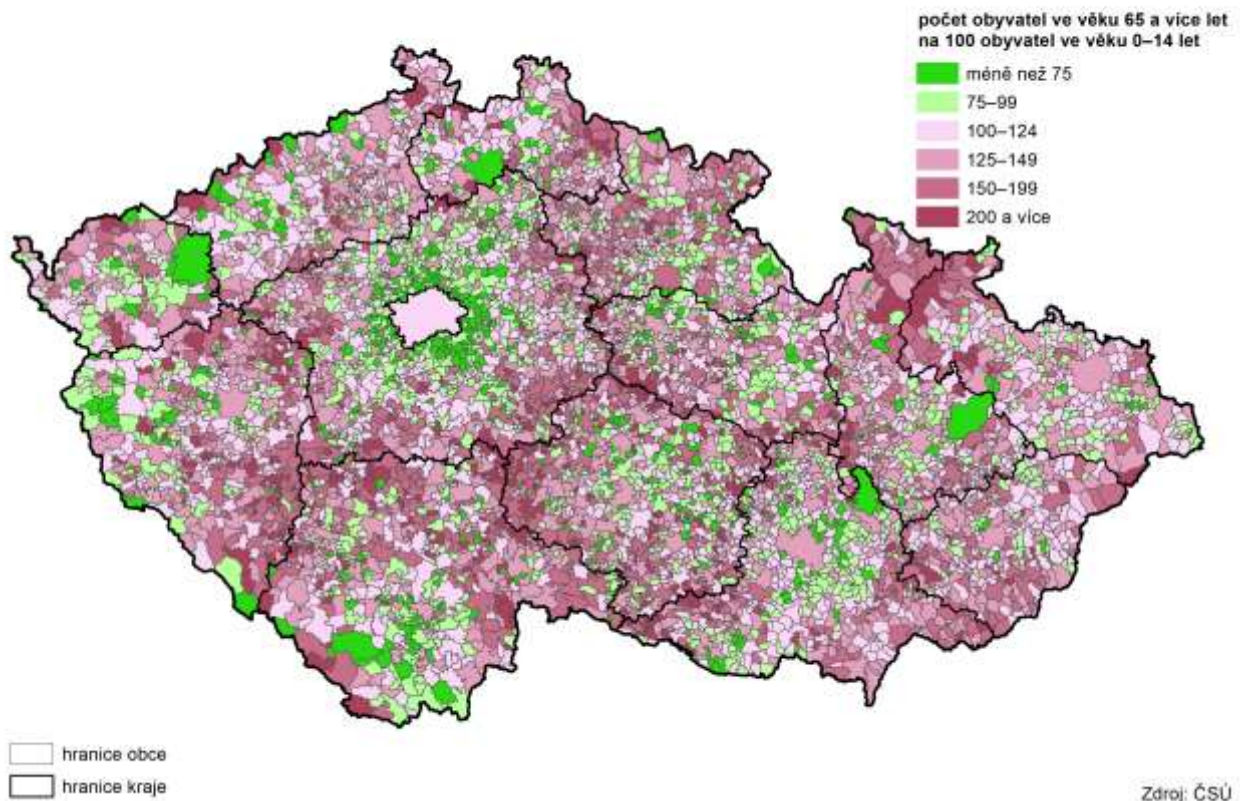 počet obyvatel ve věku 65 a více let
na 100 obyvatel ve věku 0–14 let
méně než 75
75–99
100–124
125–149
150–199
200 a více
hranice obce
hranice kraje
Zdroj: ČSÚ